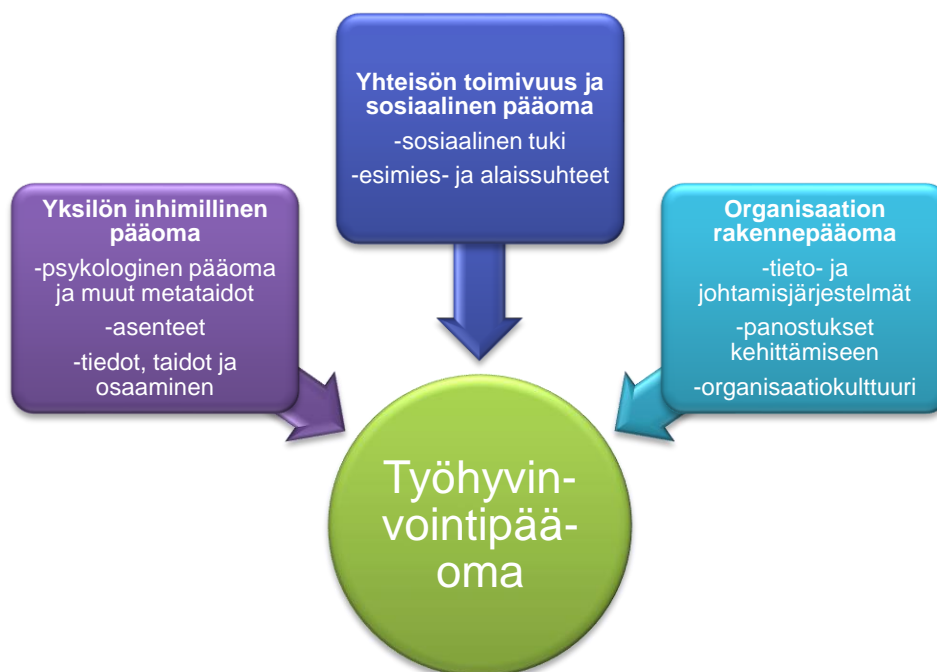 Yhteisön toimivuus ja
sosiaalinen pääoma
-sosiaalinen tuki
-esimies- ja alaissuhteet
Yksilön inhimillinen
pääoma
-psykologinen pääoma
ja muut metataidot
-asenteet
-tiedot, taidot ja
osaaminen
Organisaation
rakennepääoma
-tieto- ja
johtamisjärjestelmät
-panostukset
kehittämiseen
-organisaatiokulttuuri
Työhyvin-
vointipää-
oma